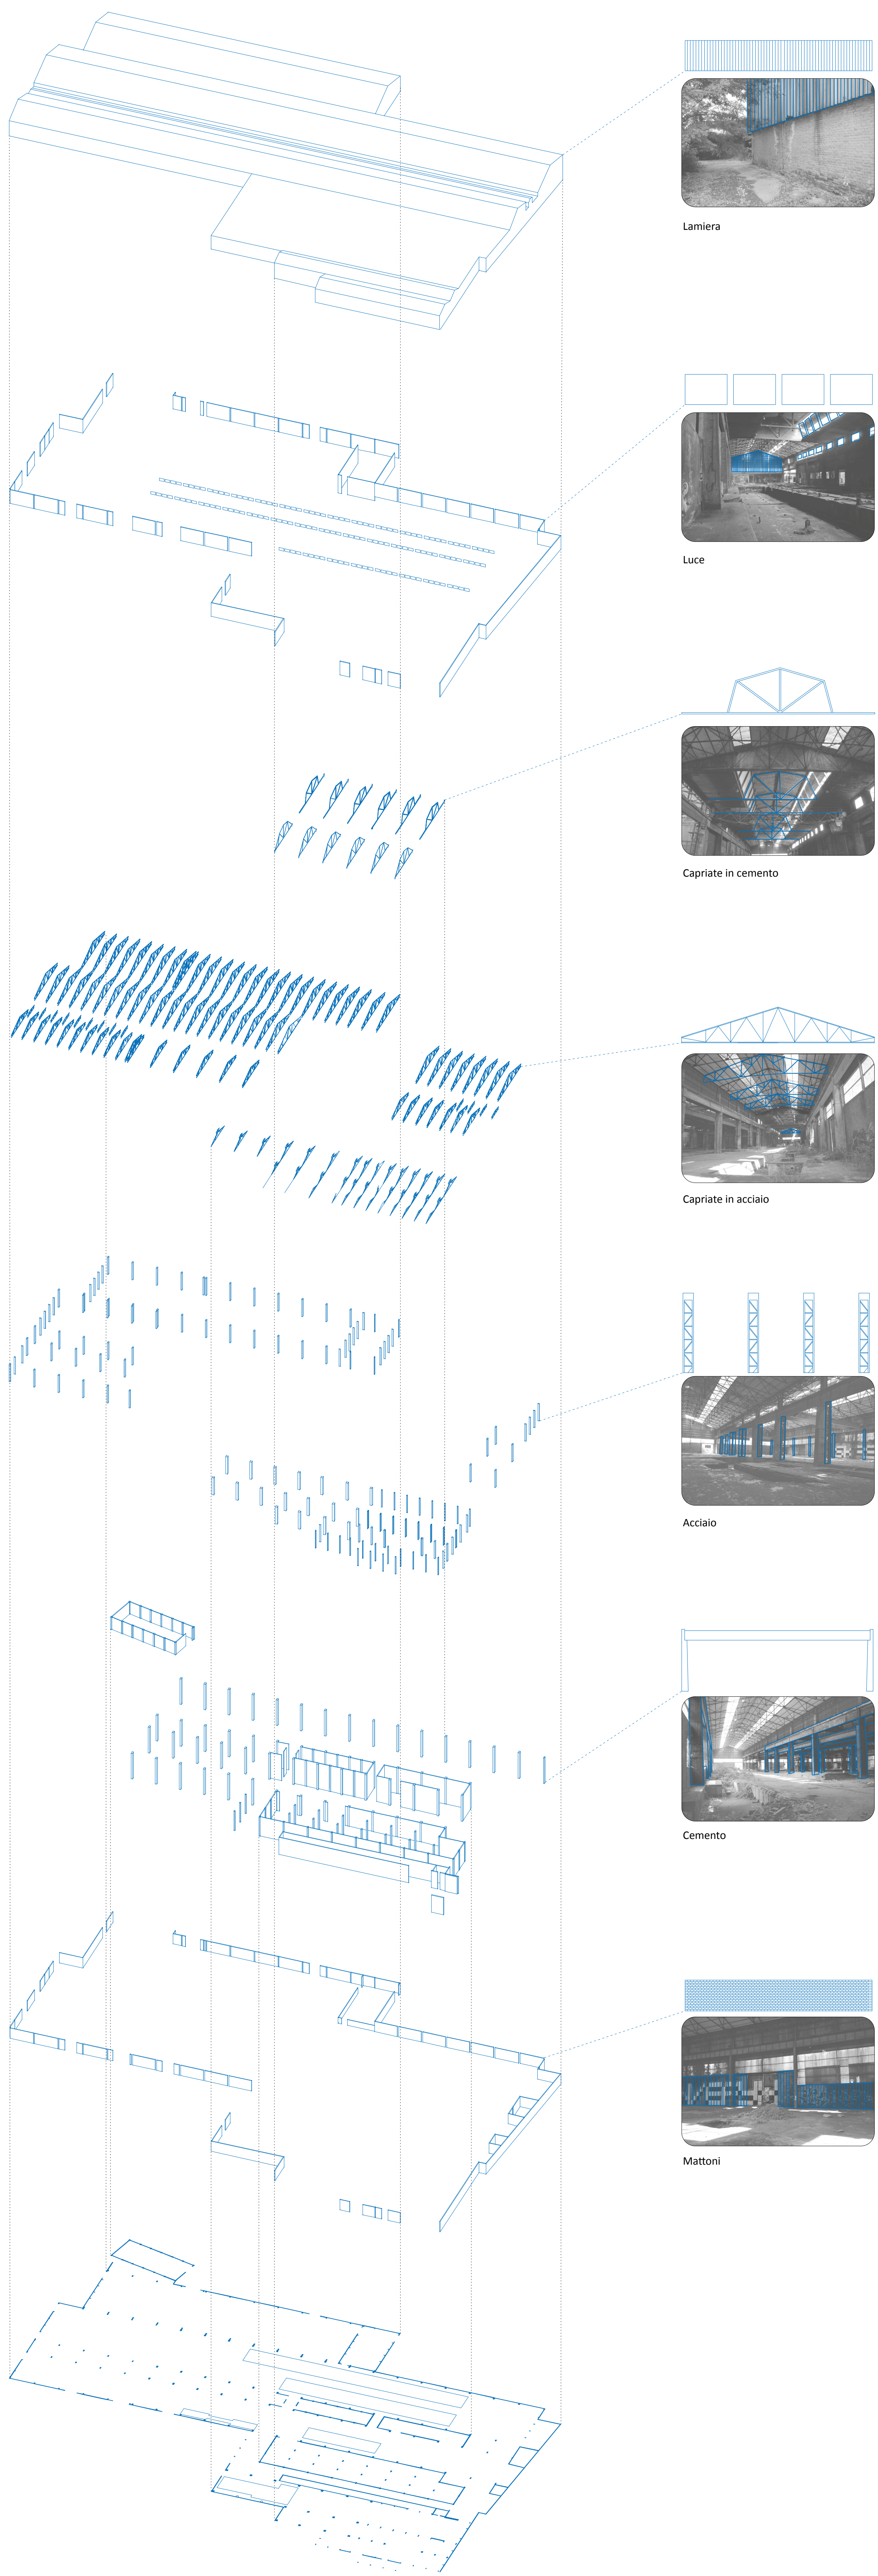 Lamiera
Luce
Capriate in cemento
Capriate in acciaio
Acciaio
Cemento
Mattoni